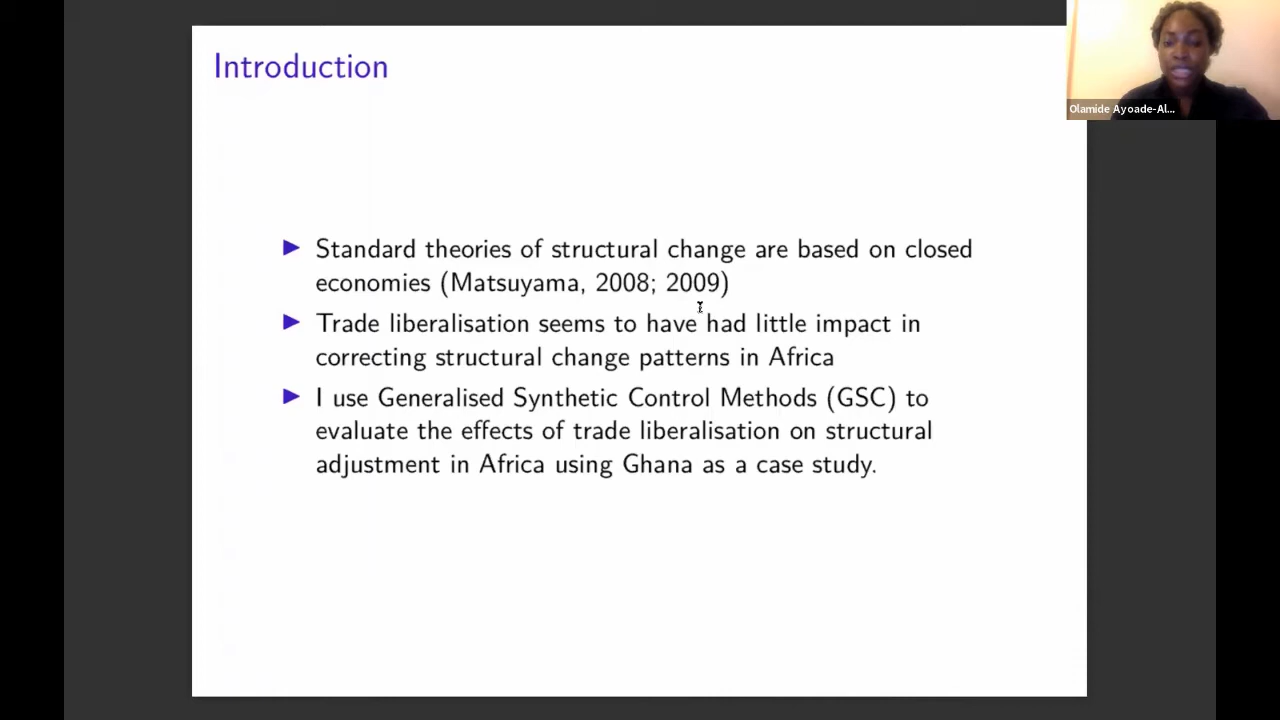 Introduction
Olamide Ayoade-Al...
▶ Standard theories of structural change are based on closed
economies (Matsuyama, 2008; 2009)
▶ Trade liberalisation seems to have had little impact in
correcting structural change patterns in Africa
▶ I use Generalised Synthetic Control Methods (GSC) to
evaluate the effects of trade liberalisation on structural
adjustment in Africa using Ghana as a case study.